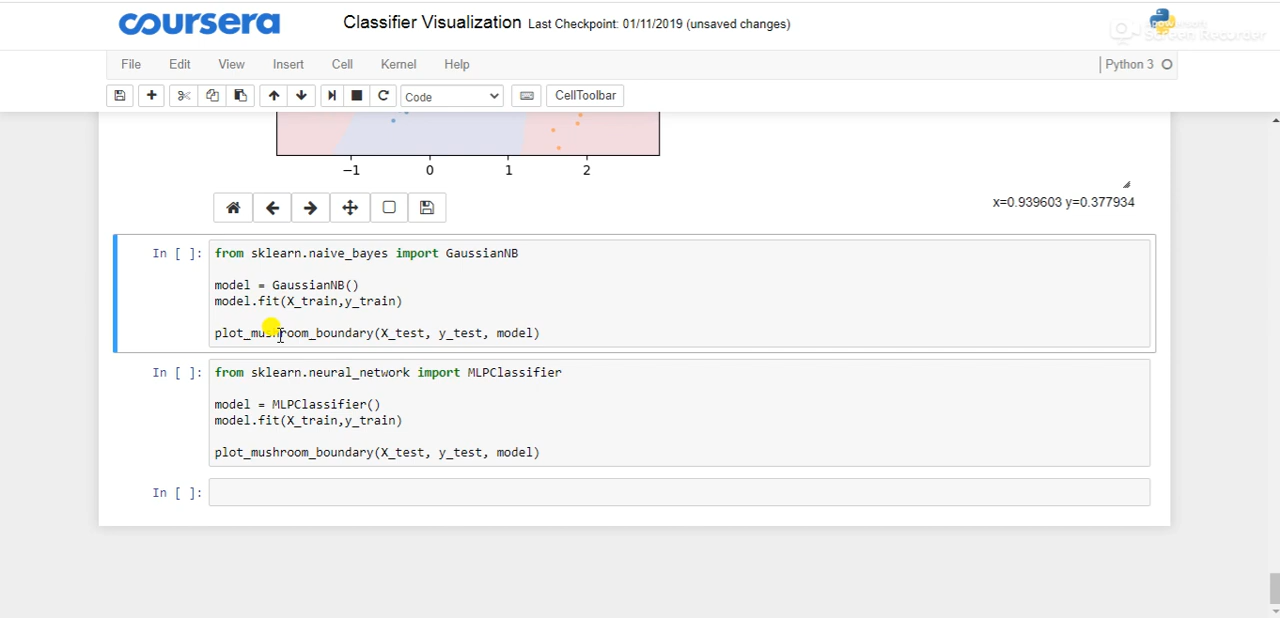 coursera Classifier Visualization Last Checkpoint: 01/11/2019 (unsaved changes)
Screen Recorder
File Edit View Insert Cell Kernel Help Python 3
Code CellToolbar
−1 0 1 2
x=0.939603 y=0.377934
In [ ]: from sklearn.naive_bayes import GaussianNB
model = GaussianNB()
model.fit(X_train,y_train)
plot_mushroom_boundary(X_test, y_test, model)
In [ ]: from sklearn.neural_network import MLPClassifier
model = MLPClassifier()
model.fit(X_train,y_train)
plot_mushroom_boundary(X_test, y_test, model)
In [ ]: